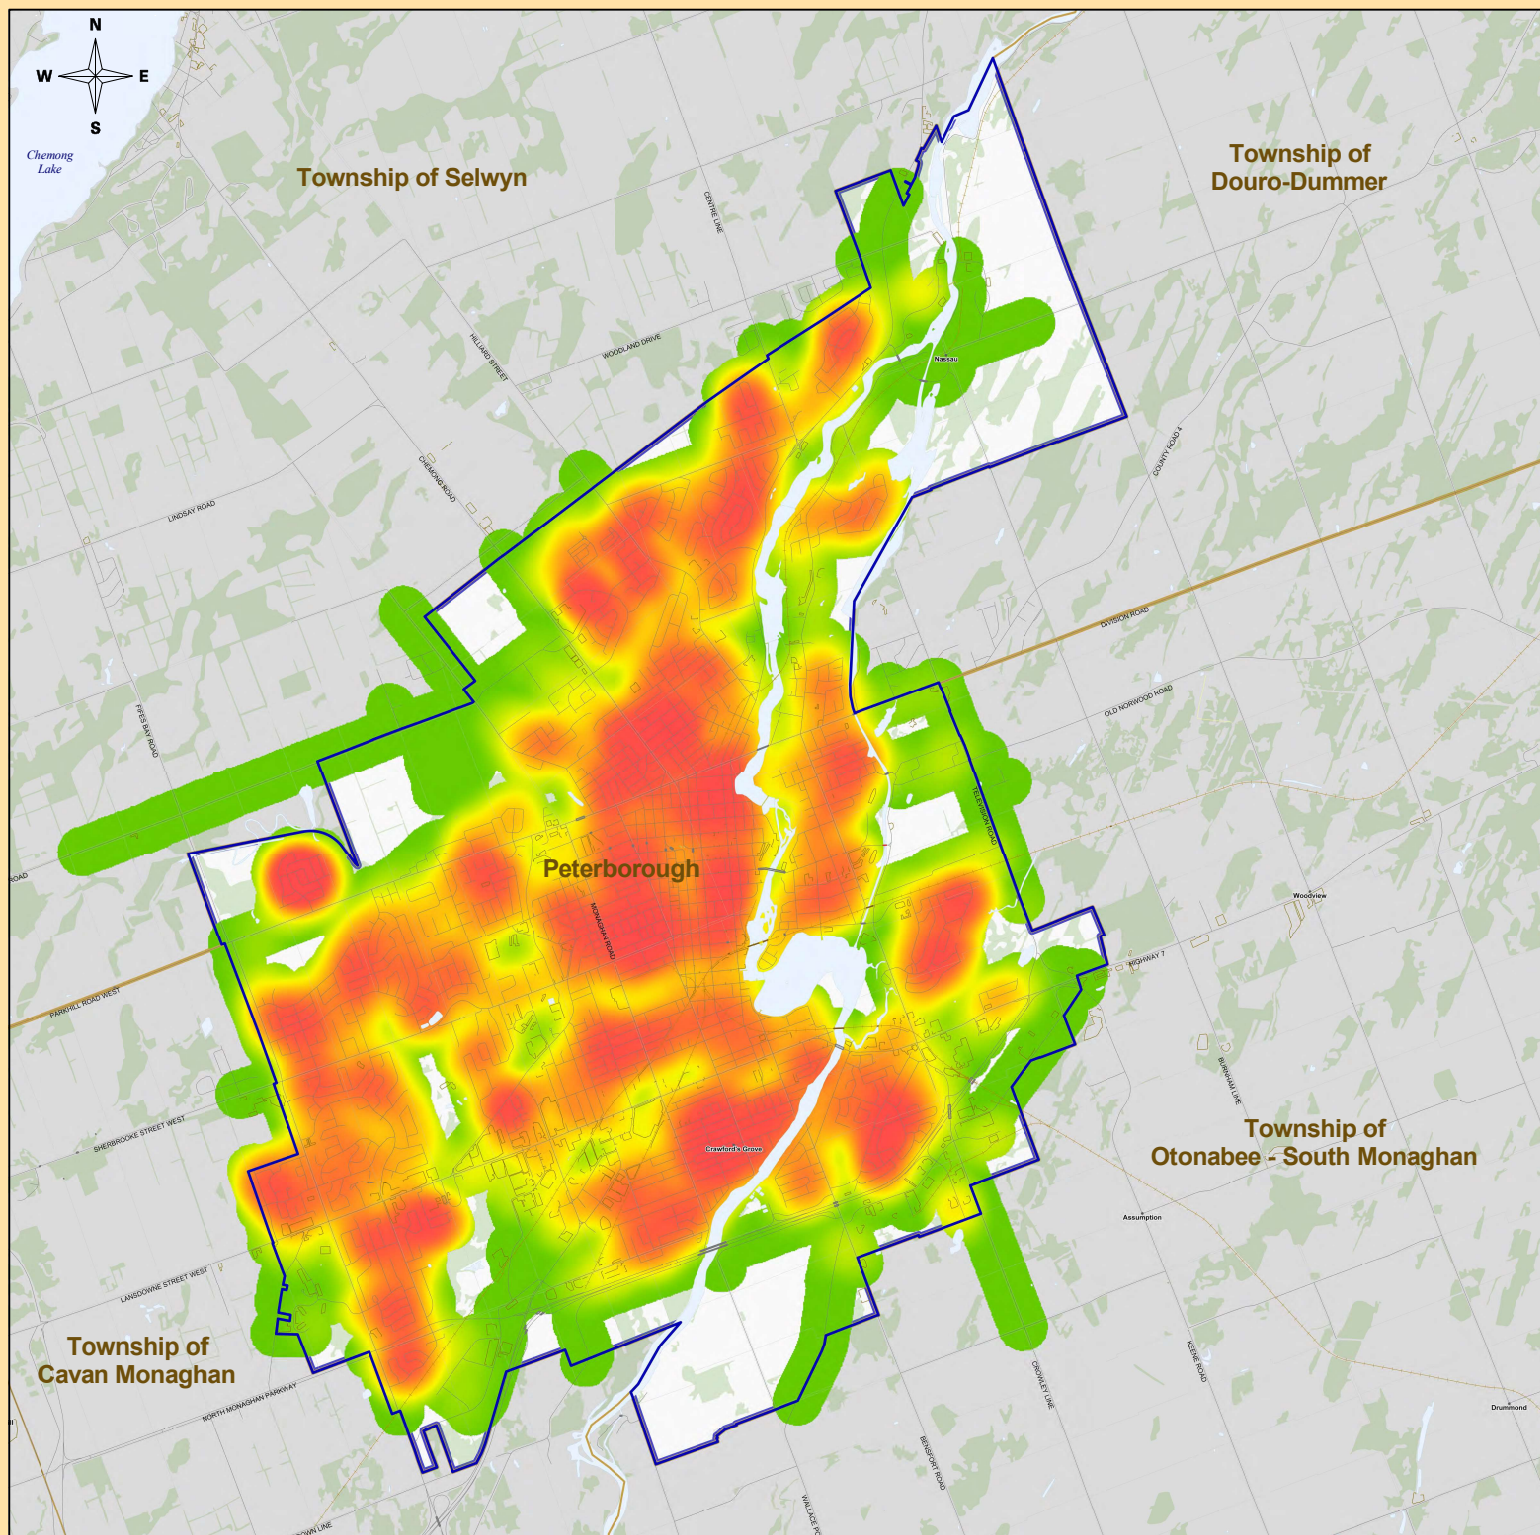 N
W
E
S
Chemong
Lake
Township of Selwyn
Township of
Douro-Dummer
CENTRE LINE
HILLIARD STREET
WOODLAND DRIVE
Nassau
CHEMONG ROAD
COUNTY ROAD 4
LINDSAY ROAD
DIVISION ROAD
FIFES BAY ROAD
OLD NORWOOD ROAD
TELEVISION ROAD
ROAD
Peterborough
MONAGHAN ROAD
Woodview
HIGHWAY 7
PARKHILL ROAD WEST
BURNHAM LINE
SHERBROOKE STREET WEST
Crawford's Grove
Township of
Otonabee - South Monaghan
Assumption
LANSDOWNE STREET WEST
Township of
Cavan Monaghan
KEENE ROAD
CROWLEY LINE
NORTH MONAGHAN PARKWAY
Drummond
BENSFORT ROAD